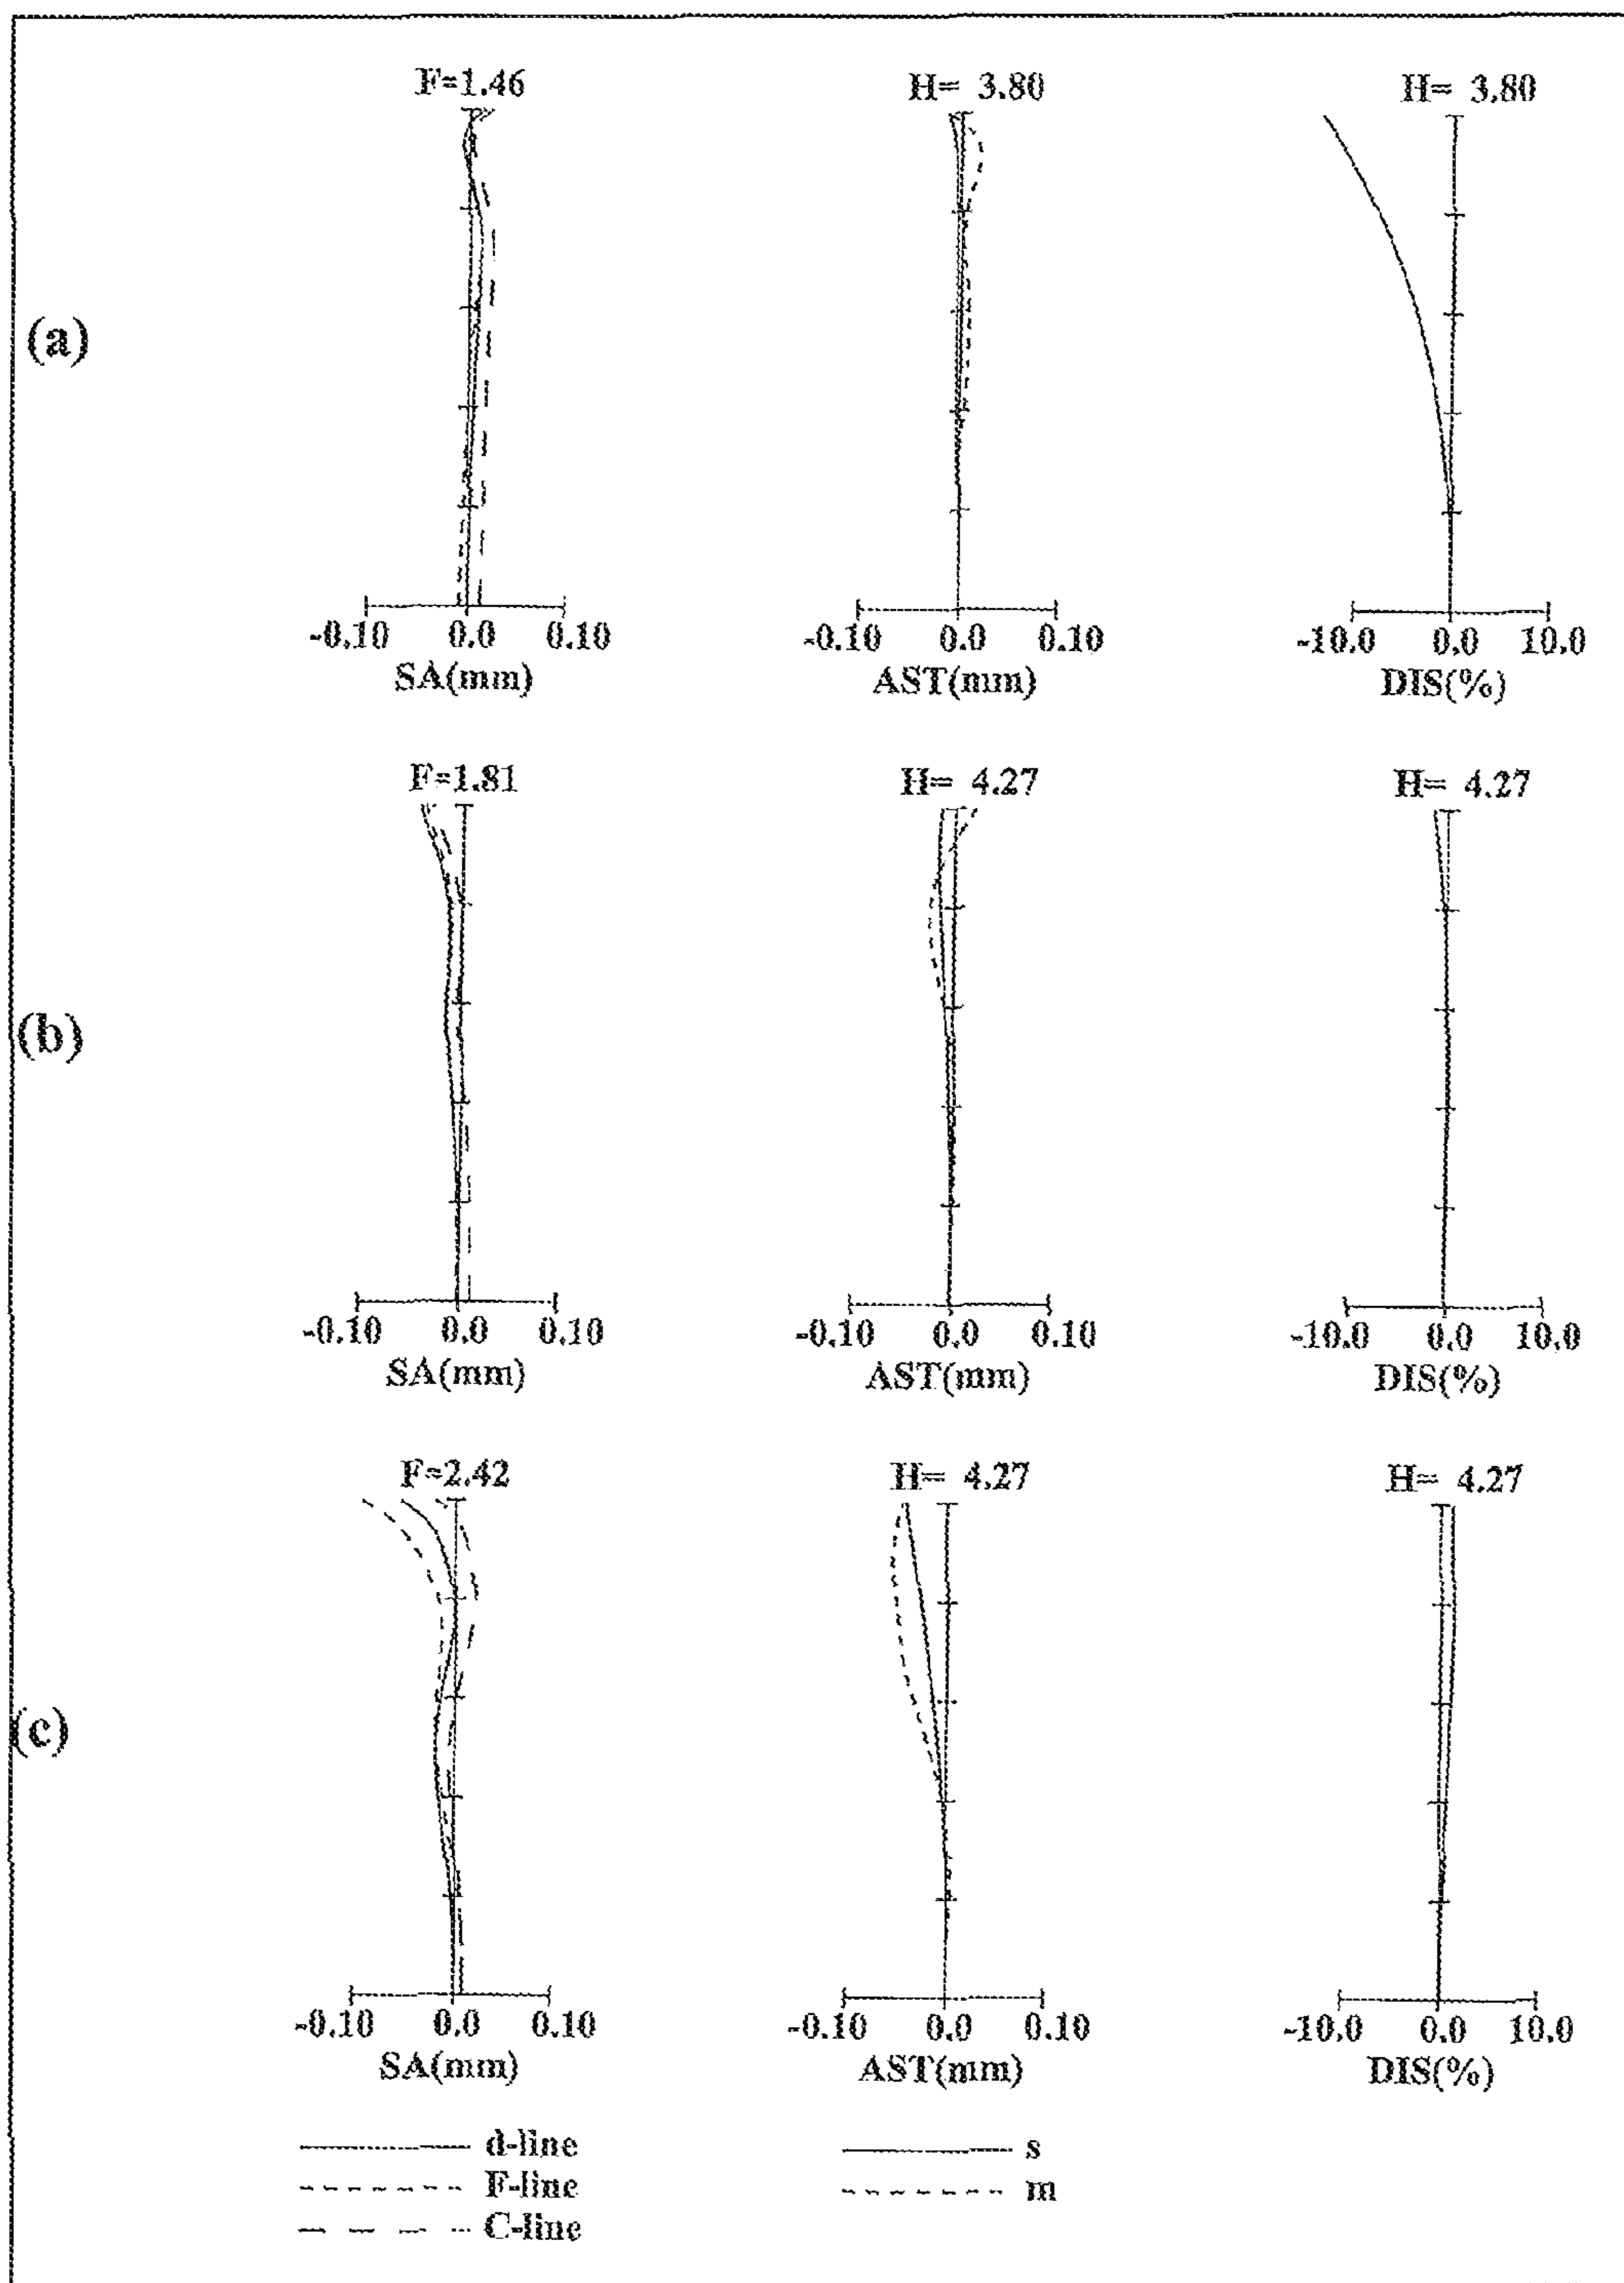 F=1.46 H= 3.80 H= 3.80
(a)
-0.10 0.0 0.10 -0.10 0.0 0.10 -10.0 0.0 10.0
SA(mm) AST(mm) DIS(%)
F=1.81 H= 4.27 H= 4.27
(b)
-0.10 0.0 0.10 -0.10 0.0 0.10 -10.0 0.0 10.0
SA(mm) AST(mm) DIS(%)
F=2.42 H= 4.27 H= 4.27
(c)
-0.10 0.0 0.10 -0.10 0.0 0.10 -10.0 0.0 10.0
SA(mm) AST(mm) DIS(%)
d-line s
F-line m
C-line